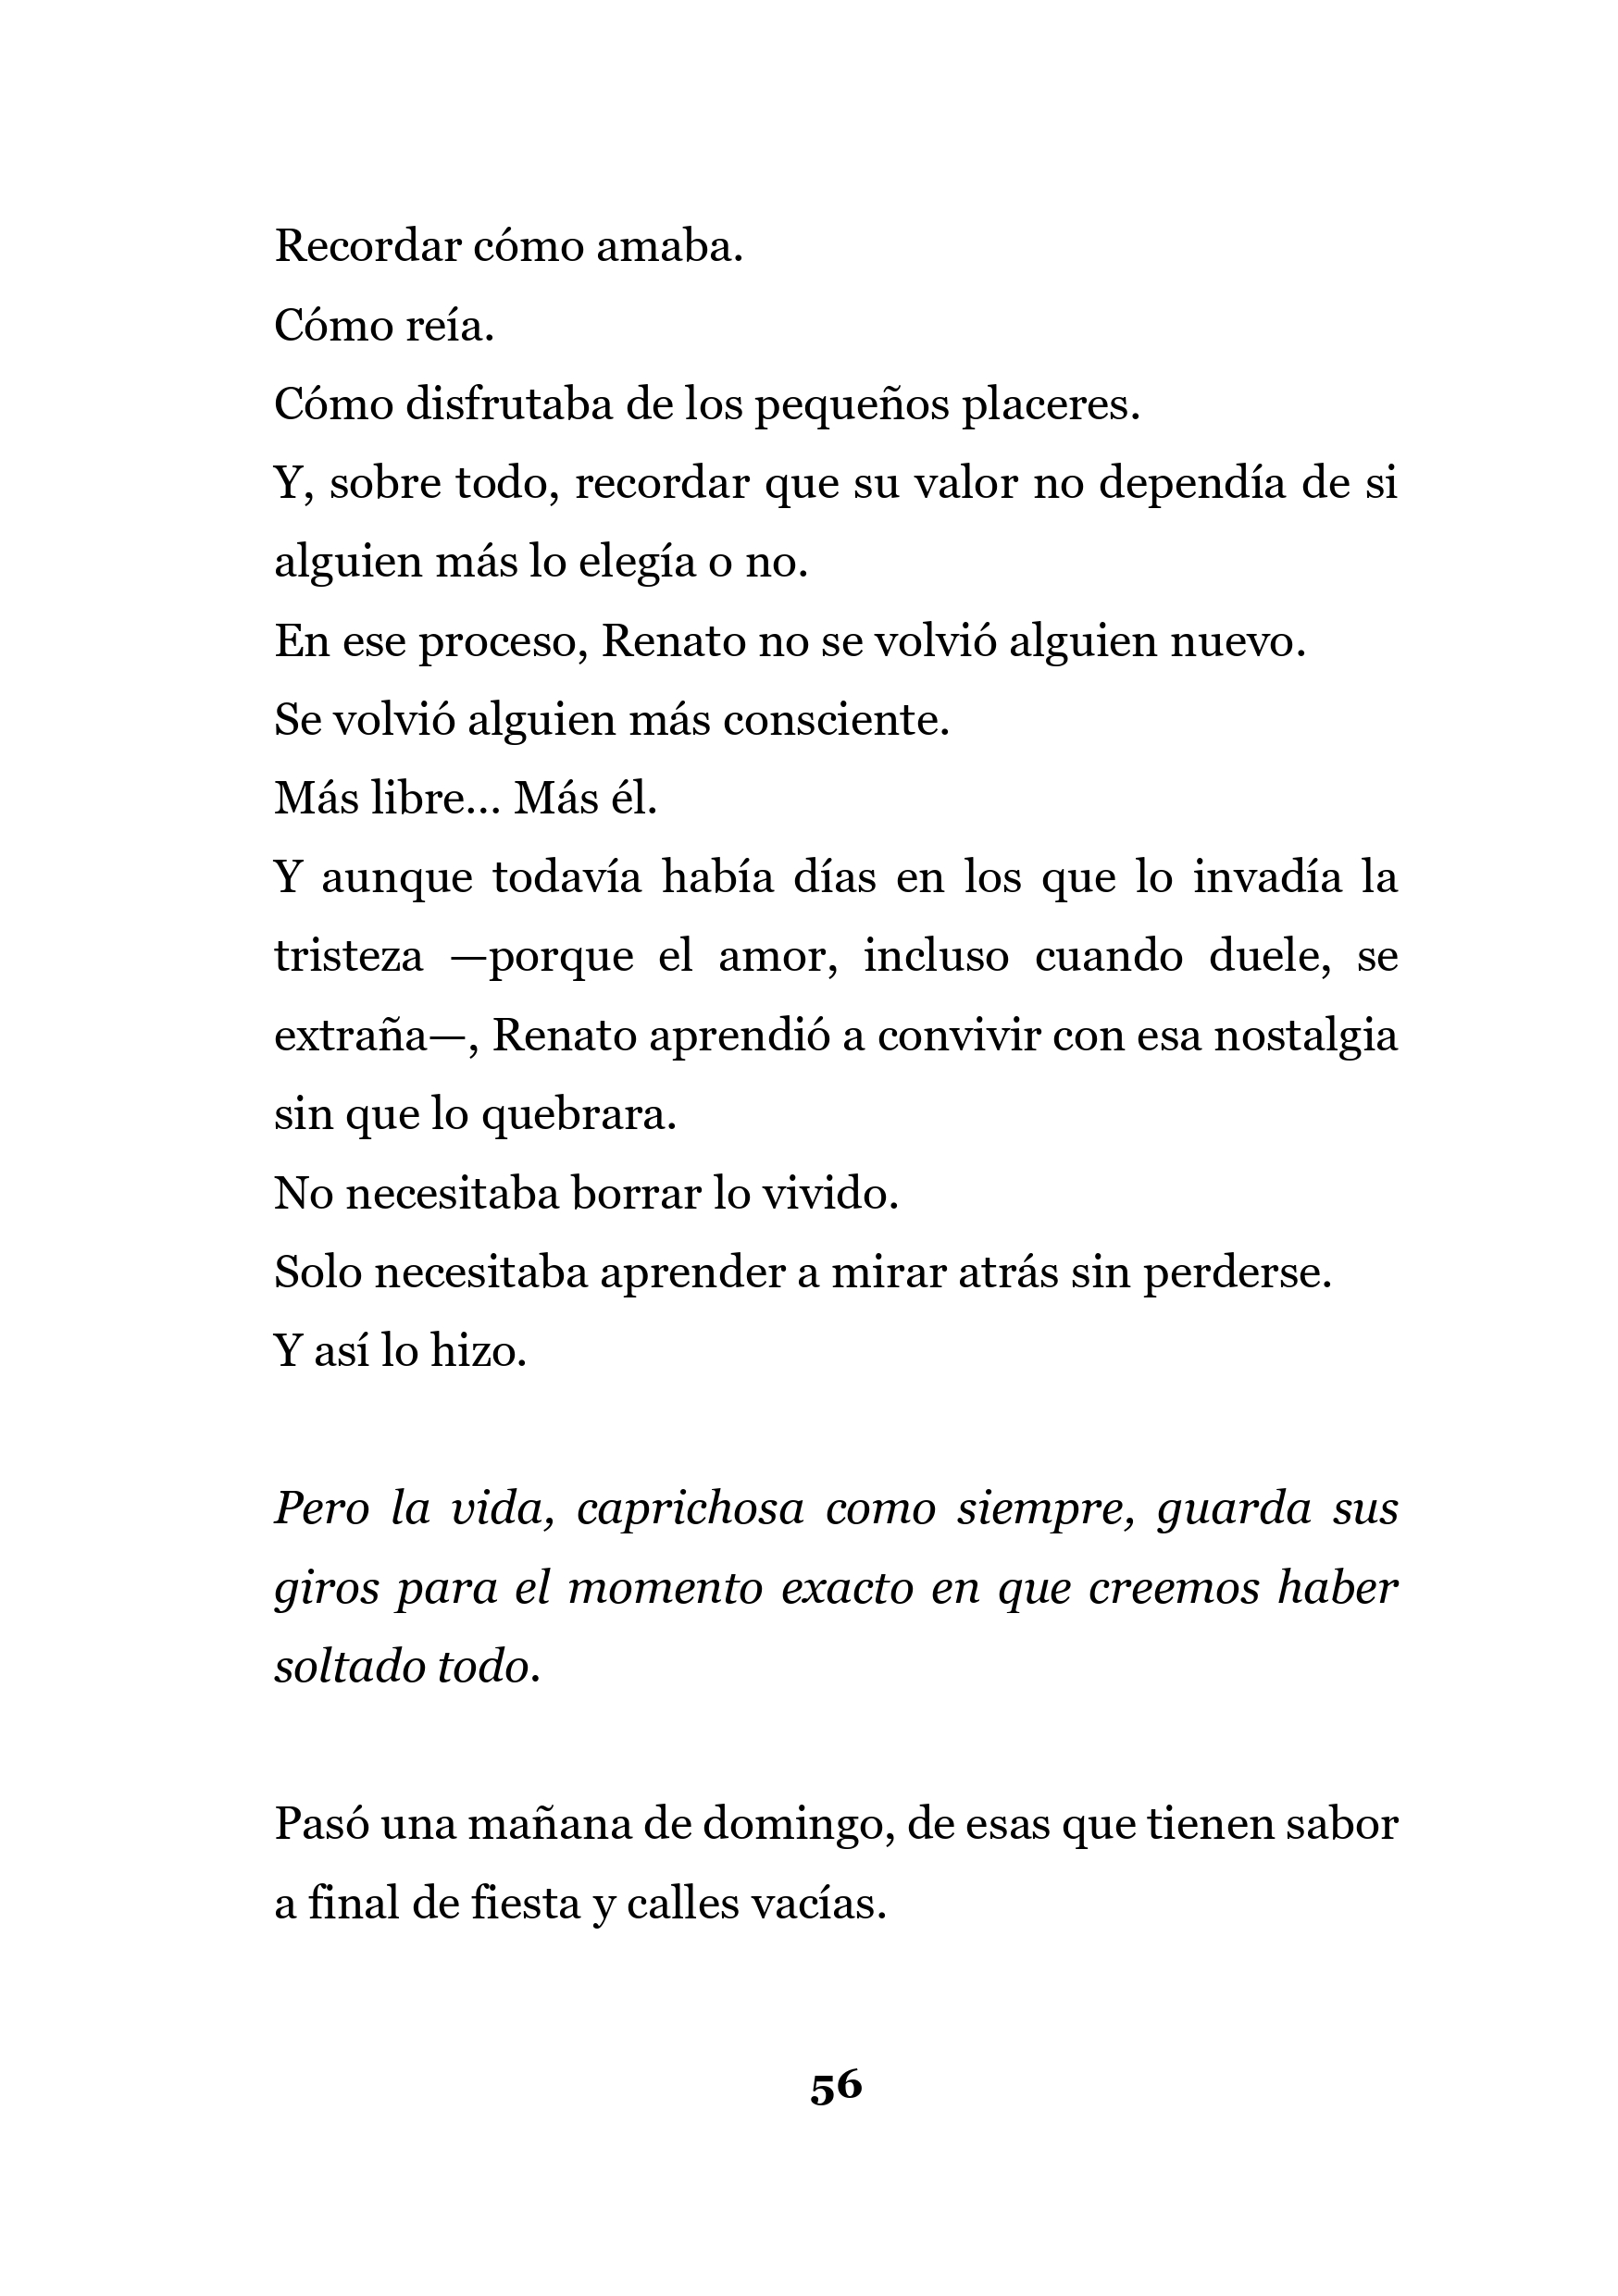 Recordar cómo amaba.
Cómo reía.
Cómo disfrutaba de los pequeños placeres.
Y, sobre todo, recordar que su valor no dependía de si
alguien más lo elegía o no.
En ese proceso, Renato no se volvió alguien nuevo.
Se volvió alguien más consciente.
Más libre… Más él.
Y aunque todavía había días en los que lo invadía la
tristeza —porque el amor, incluso cuando duele, se
extraña—, Renato aprendió a convivir con esa nostalgia
sin que lo quebrara.
No necesitaba borrar lo vivido.
Solo necesitaba aprender a mirar atrás sin perderse.
Y así lo hizo.
Pero la vida, caprichosa como siempre, guarda sus
giros para el momento exacto en que creemos haber
soltado todo.
Pasó una mañana de domingo, de esas que tienen sabor
a final de fiesta y calles vacías.
56